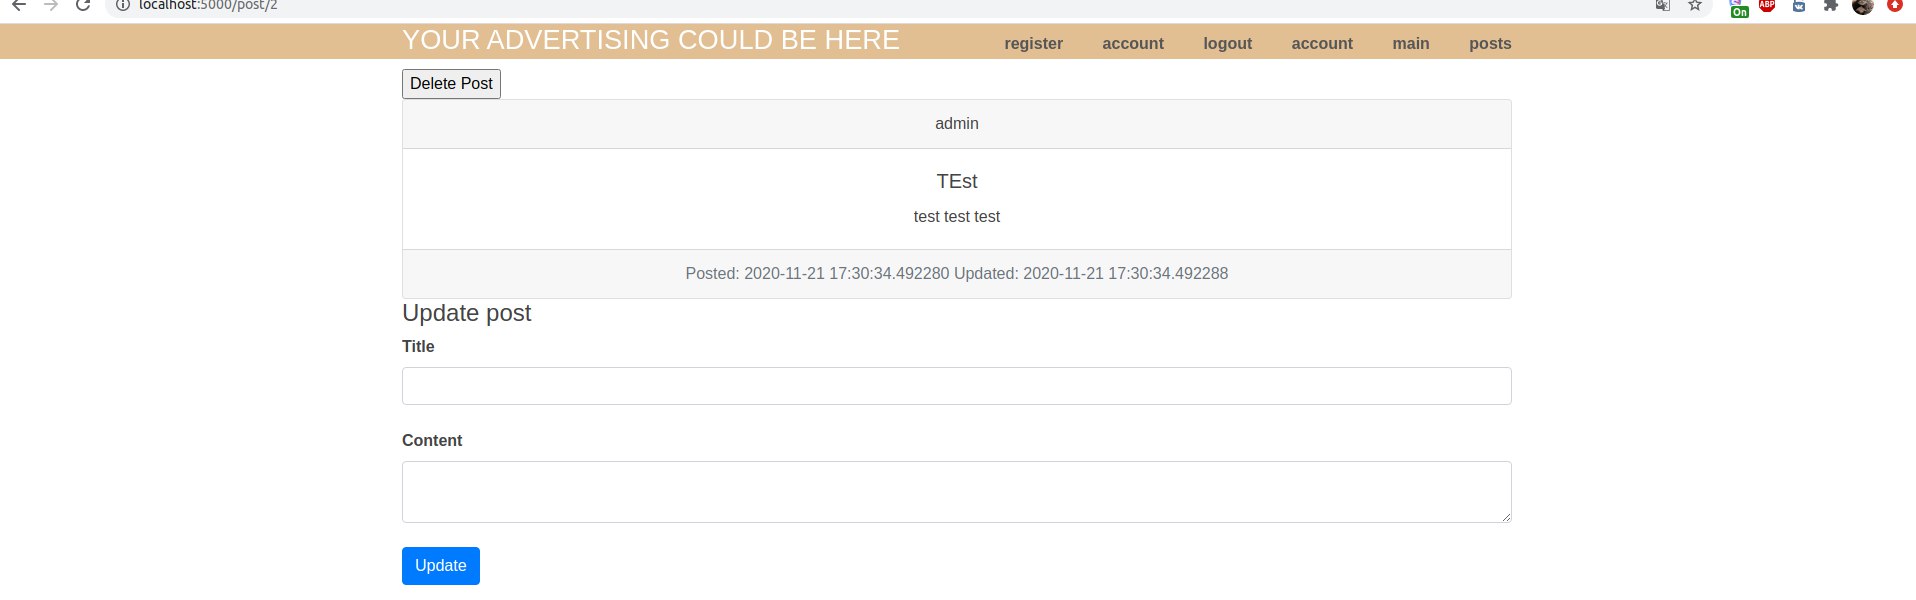 localhost:5000/post/2
On
ABP
YOUR ADVERTISING COULD BE HERE register account logout account main posts
Delete Post
admin
TEst
test test test
Posted: 2020-11-21 17:30:34.492280 Updated: 2020-11-21 17:30:34.492288
Update post
Title
Content
Update